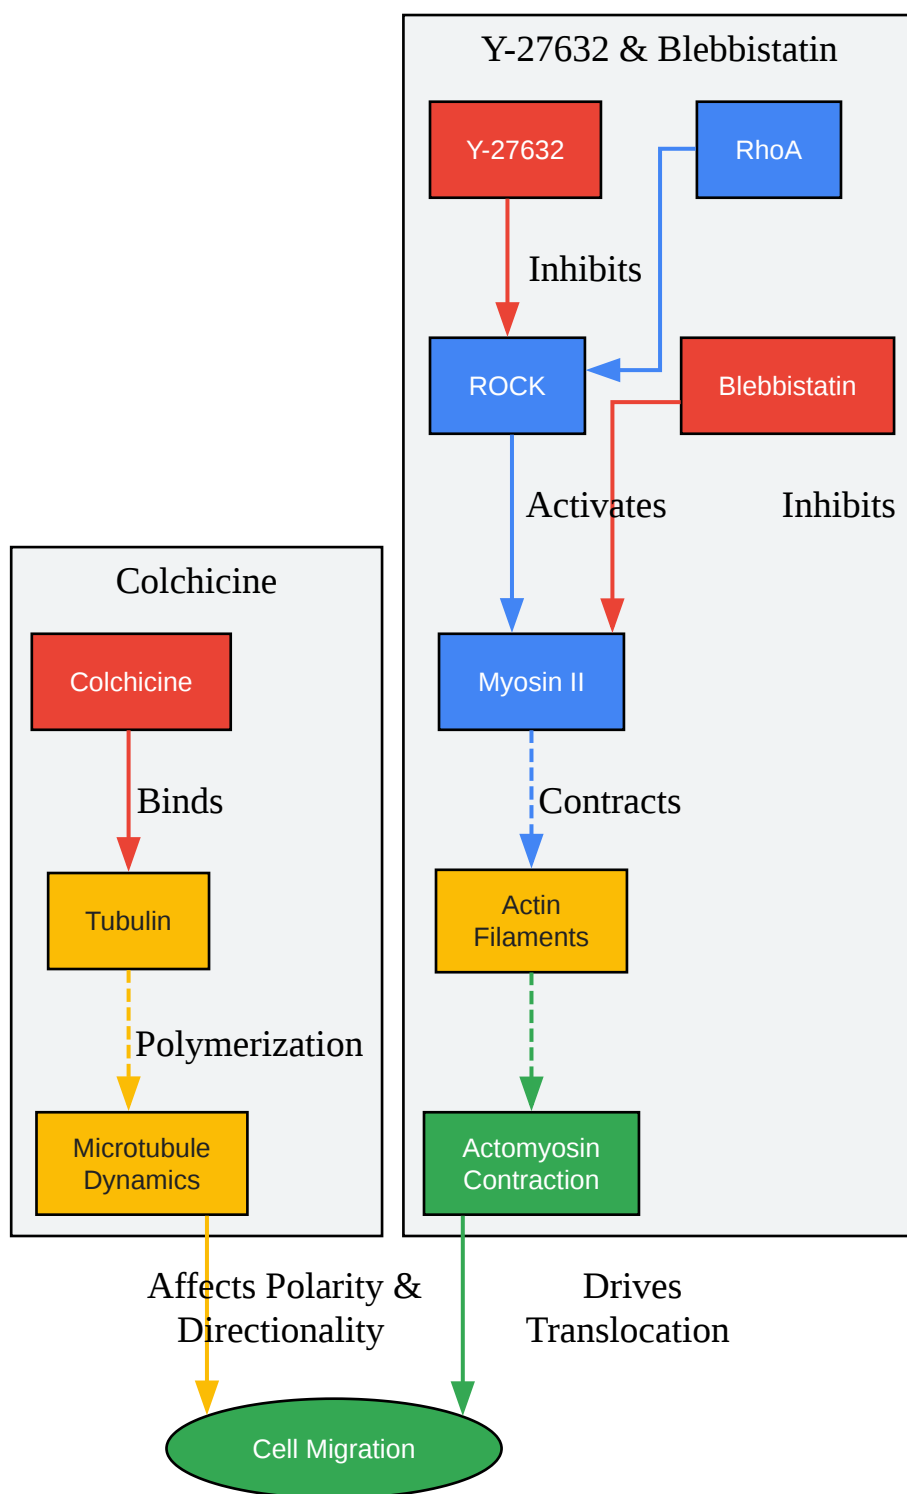 Y-27632 & Blebbistatin
Y-27632
RhoA
Inhibits
ROCK
Blebbistatin
Activates
Inhibits
Colchicine
Colchicine
Myosin II
Binds
Contracts
Tubulin
Actin
Filaments
Polymerization
Microtubule
Dynamics
Actomyosin
Contraction
Affects Polarity &
Directionality
Drives
Translocation
Cell Migration